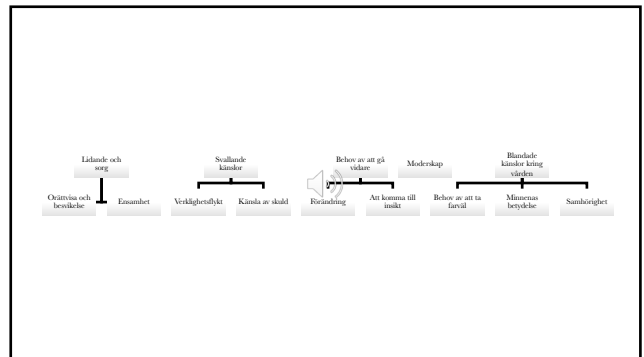 Lidande och
sorg
Svallande
känslor
Behov av att gå
vidare
Moderskap
Blandade
känslor kring
vården
Orättvisa och
besvikelse
Ensamhet
Verklighetsflykt
Känsla av skuld
Förändring
Att komma till
insikt
Behov av att ta
farväl
Minnenas
betydelse
Samhörighet